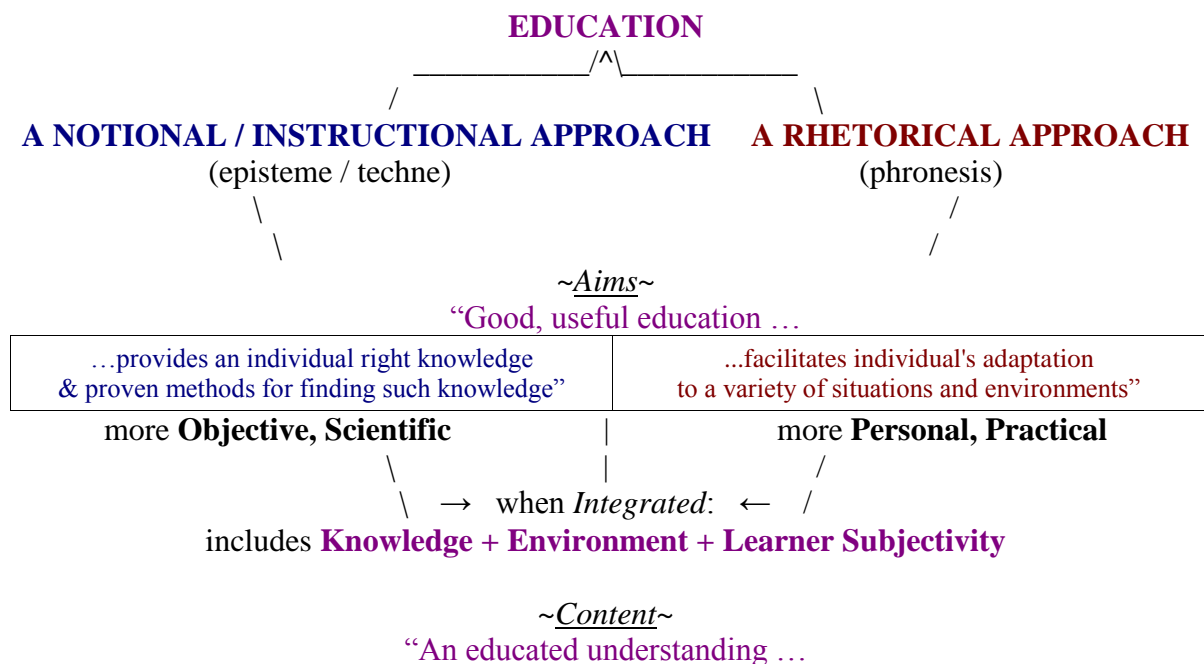 EDUCATION
___________/^\___________
/ \
A NOTIONAL / INSTRUCTIONAL APPROACH A RHETORICAL APPROACH
(episteme / techne) (phronesis)
\ /
\ /
~Aims~
“Good, useful education …
…provides an individual right knowledge
& proven methods for finding such knowledge”
...facilitates individual's adaptation
to a variety of situations and environments”
more Objective, Scientific | more Personal, Practical
\ | /
\ → when Integrated: ← /
includes Knowledge + Environment + Learner Subjectivity
~Content~
“An educated understanding …